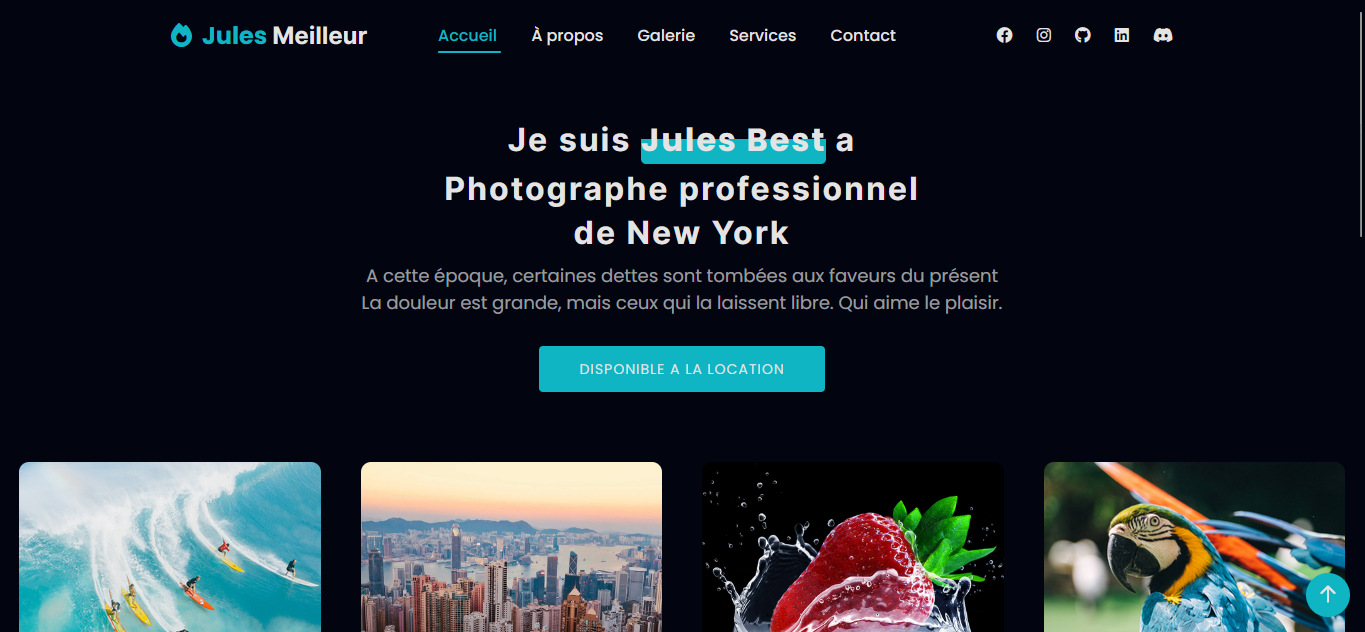 Jules Meilleur
Accueil À propos Galerie Services Contact
Je suis Jules Best a
Photographe professionnel
de New York
A cette époque, certaines dettes sont tombées aux faveurs du présent
La douleur est grande, mais ceux qui la laissent libre. Qui aime le plaisir.
DISPONIBLE A LA LOCATION